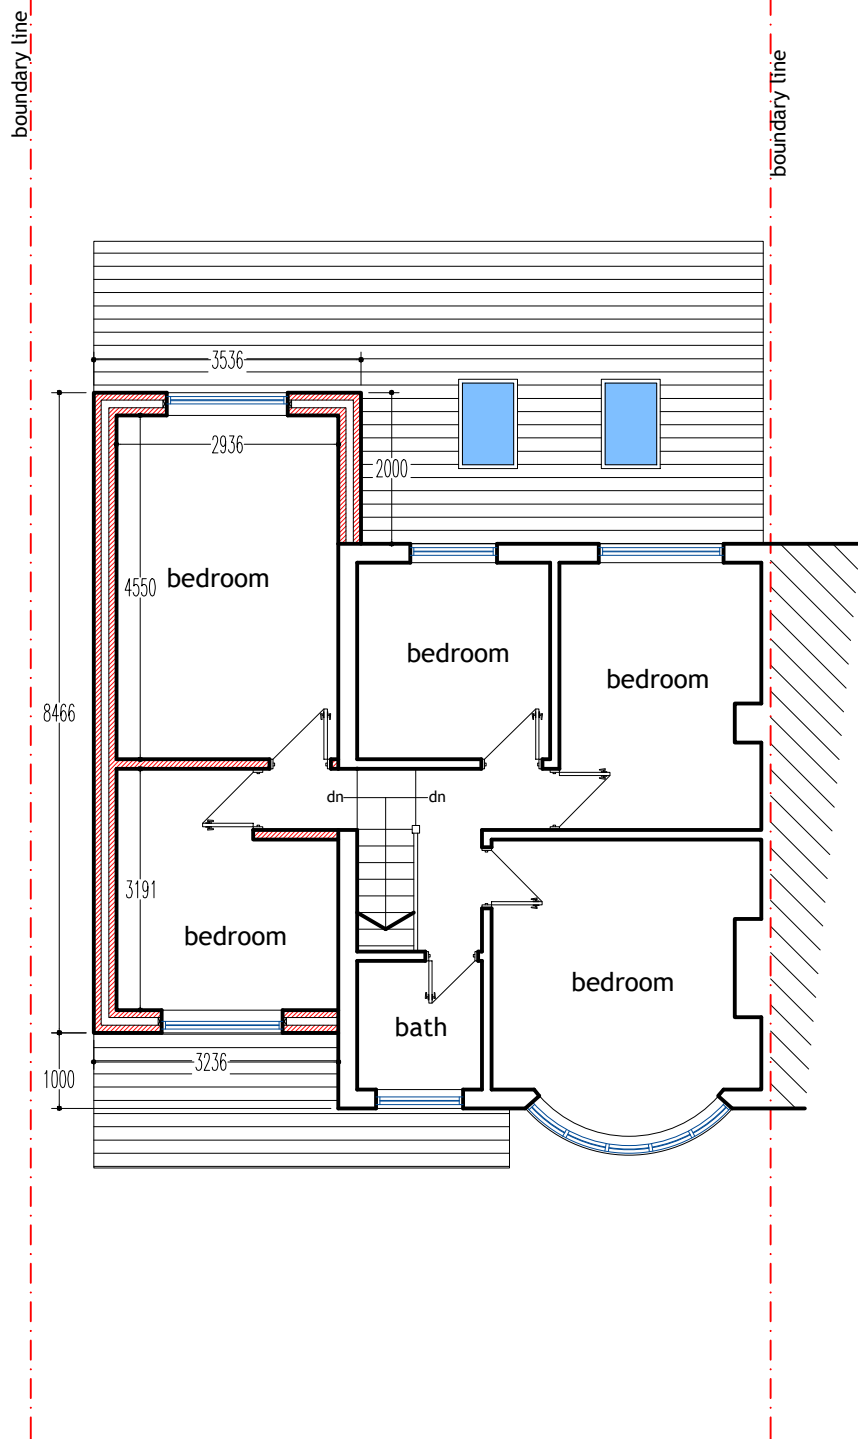 boundary line
boundary line
3536
2936
2000
4550
bedroom
bedroom
bedroom
8466
dn
dn
3191
bedroom
bedroom
bath
3236
1000